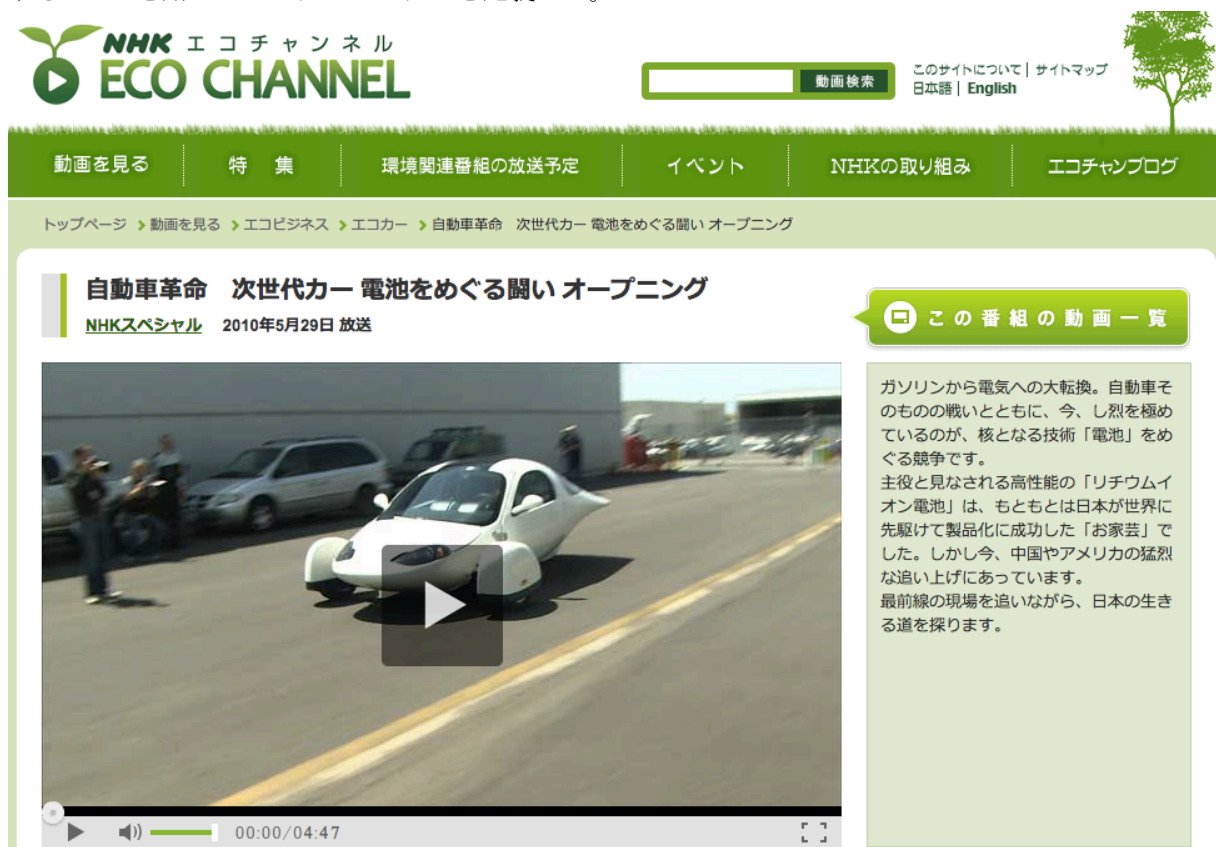 NHK エコチャンネル
ECO CHANNEL
動画検索
このサイトについて | サイトマップ
日本語 | English
動画を見る 特 集 環境関連番組の放送予定 イベント NHKの取り組み エコチャンブログ
トップページ > 動画を見る > エコビジネス > エコカー > 自動車革命 次世代カー 電池をめぐる闘い オープニング
自動車革命 次世代カー 電池をめぐる闘い オープニング
NHKスペシャル 2010年5月29日 放送
この番組の動画一覧
ガソリンから電気への大転換。自動車そ
のものの戦いとともに、今、し烈を極め
ているのが、核となる技術「電池」をめ
ぐる競争です。
主役と見なされる高性能の「リチウムイ
オン電池」は、もともとは日本が世界に
先駆けて製品化に成功した「お家芸」で
した。しかし今、中国やアメリカの猛烈
な追い上げにあっています。
最前線の現場を追いながら、日本の生き
る道を探ります。
00:00/04:47